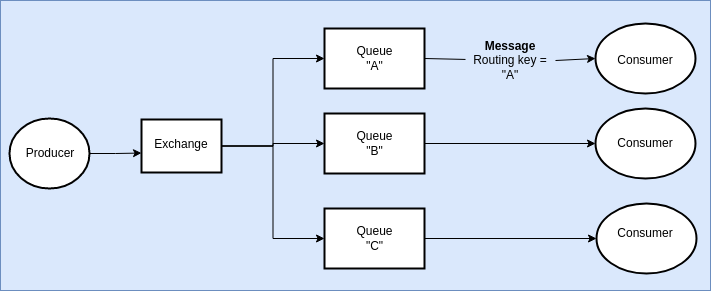 Producer
Exchange
Queue
"A"
Message
Routing key =
"A"
Consumer
Queue
"B"
Consumer
Queue
"C"
Consumer